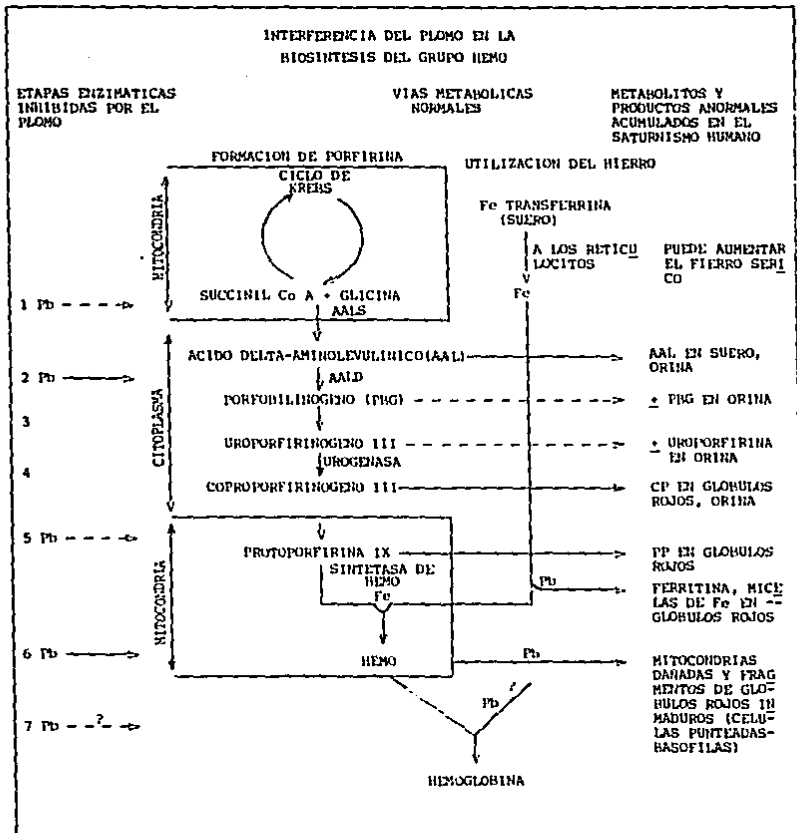 INTERFERENCIA DEL PLOMO EN LA
BIOSINTESIS DEL GRUPO HEMO
ETAPAS ENZIMATICAS
INHIBIDAS POR EL
PLOMO
VIAS METABOLICAS
NORMALES
METABOLITOS Y
PRODUCTOS ANORMALES
ACUMULADOS EN EL
SATURNISMO HUMANO
FORMACION DE PORFIRINA
UTILIZACION DEL HIERRO
MITOCONDRIA
CICLO DE
KREBS
Fe TRANSFERRINA
(SUERO)
A LOS RETICU
LOCITOS
PUEDE AUMENTAR
EL FIERRO SERI
CO
Fe
1 Pb
SUCCINIL Co A + GLICINA
AALS
CITOPLASMA
ACIDO DELTA-AMINOLEVULINICO(AAL)
AAL EN SUERO,
ORINA
2 Pb
AALD
PORFOBILINOGENO (PBG)
± PBG EN ORINA
3
UROPORFIRINOGENO III
± UROPORFIRINA
EN ORINA
UROGENASA
4
COPROPORFIRINOGENO III
CP EN GLOBULOS
ROJOS, ORINA
5 Pb
MITOCONDRIA
PROTOPORFIRINA IX
PP EN GLOBULOS
ROJOS
SINTETASA DE
HEMO
Fe
Pb
FERRITINA, MICE
LAS DE Fe EN --
GLOBULOS ROJOS
6 Pb
HEMO
Pb
MITOCONDRIAS
DAÑADAS Y FRAG
MENTOS DE GLO-
BULOS ROJOS IN
MADUROS (CELU-
LAS PUNTEADAS-
BASOFILAS)
7 Pb ?
Pb ?
HEMOGLOBINA